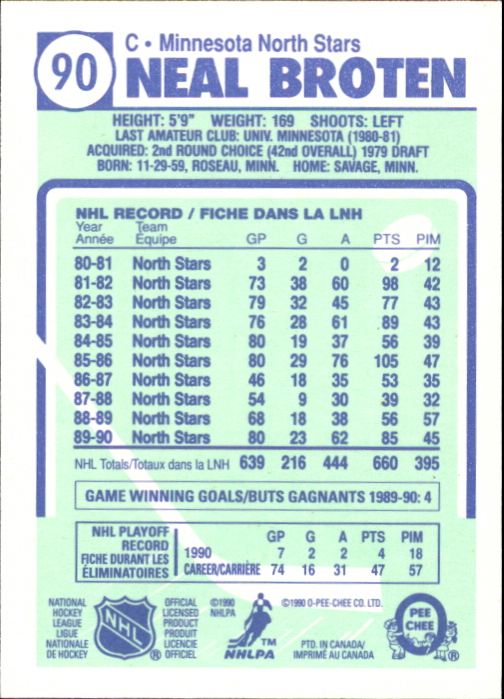 90
C • Minnesota North Stars
NEAL BROTEN
HEIGHT: 5'9" WEIGHT: 169 SHOOTS: LEFT
LAST AMATEUR CLUB: UNIV. MINNESOTA (1980-81)
ACQUIRED: 2nd ROUND CHOICE (42nd OVERALL) 1979 DRAFT
BORN: 11-29-59, ROSEAU, MINN. HOME: SAVAGE, MINN.
NHL RECORD / FICHE DANS LA LNH
Year Team
Année Équipe GP G A PTS PIM
80-81 North Stars 3 2 0 2 12
81-82 North Stars 73 38 60 98 42
82-83 North Stars 79 32 45 77 43
83-84 North Stars 76 28 61 89 43
84-85 North Stars 80 19 37 56 39
85-86 North Stars 80 29 76 105 47
86-87 North Stars 46 18 35 53 35
87-88 North Stars 54 9 30 39 32
88-89 North Stars 68 18 38 56 57
89-90 North Stars 80 23 62 85 45
NHL Totals/Totaux dans la LNH 639 216 444 660 395
GAME WINNING GOALS/BUTS GAGNANTS 1989-90: 4
NHL PLAYOFF
RECORD
FICHE DURANT LES
ÉLIMINATOIRES
GP G A PTS PIM
1990 7 2 2 4 18
CAREER/CARRIÈRE 74 16 31 47 57
NATIONAL
HOCKEY
LEAGUE
LIGUE
NATIONALE
DE HOCKEY
NHL
®
OFFICIAL
LICENSED
PRODUCT
PRODUIT
LICENCIE
OFFICIEL
©1990
NHLPA
TM
NHLPA
©1990 O-PEE-CHEE CO. LTD.
PTD. IN CANADA/
IMPRIMÉ AU CANADA
O
PEE
CHEE
®